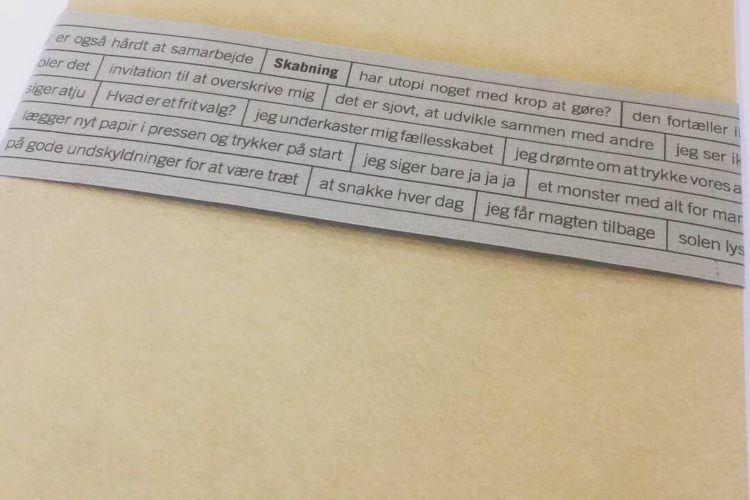 er også hårdt at samarbejde | Skabning | har utopi noget med krop at gøre? | den fortæller
det | invitation til at overskrive mig | det er sjovt, at udvikle sammen med andre | jeg ser
siger atju | Hvad er et frit valg? | jeg underkaster mig fællesskabet | jeg drømte om at trykke vores
lægger nyt papir i pressen og trykker på start | jeg siger bare ja ja ja | et monster med alt for
på gode undskyldninger for at være træt | at snakke hver dag | jeg får magten tilbage | solen